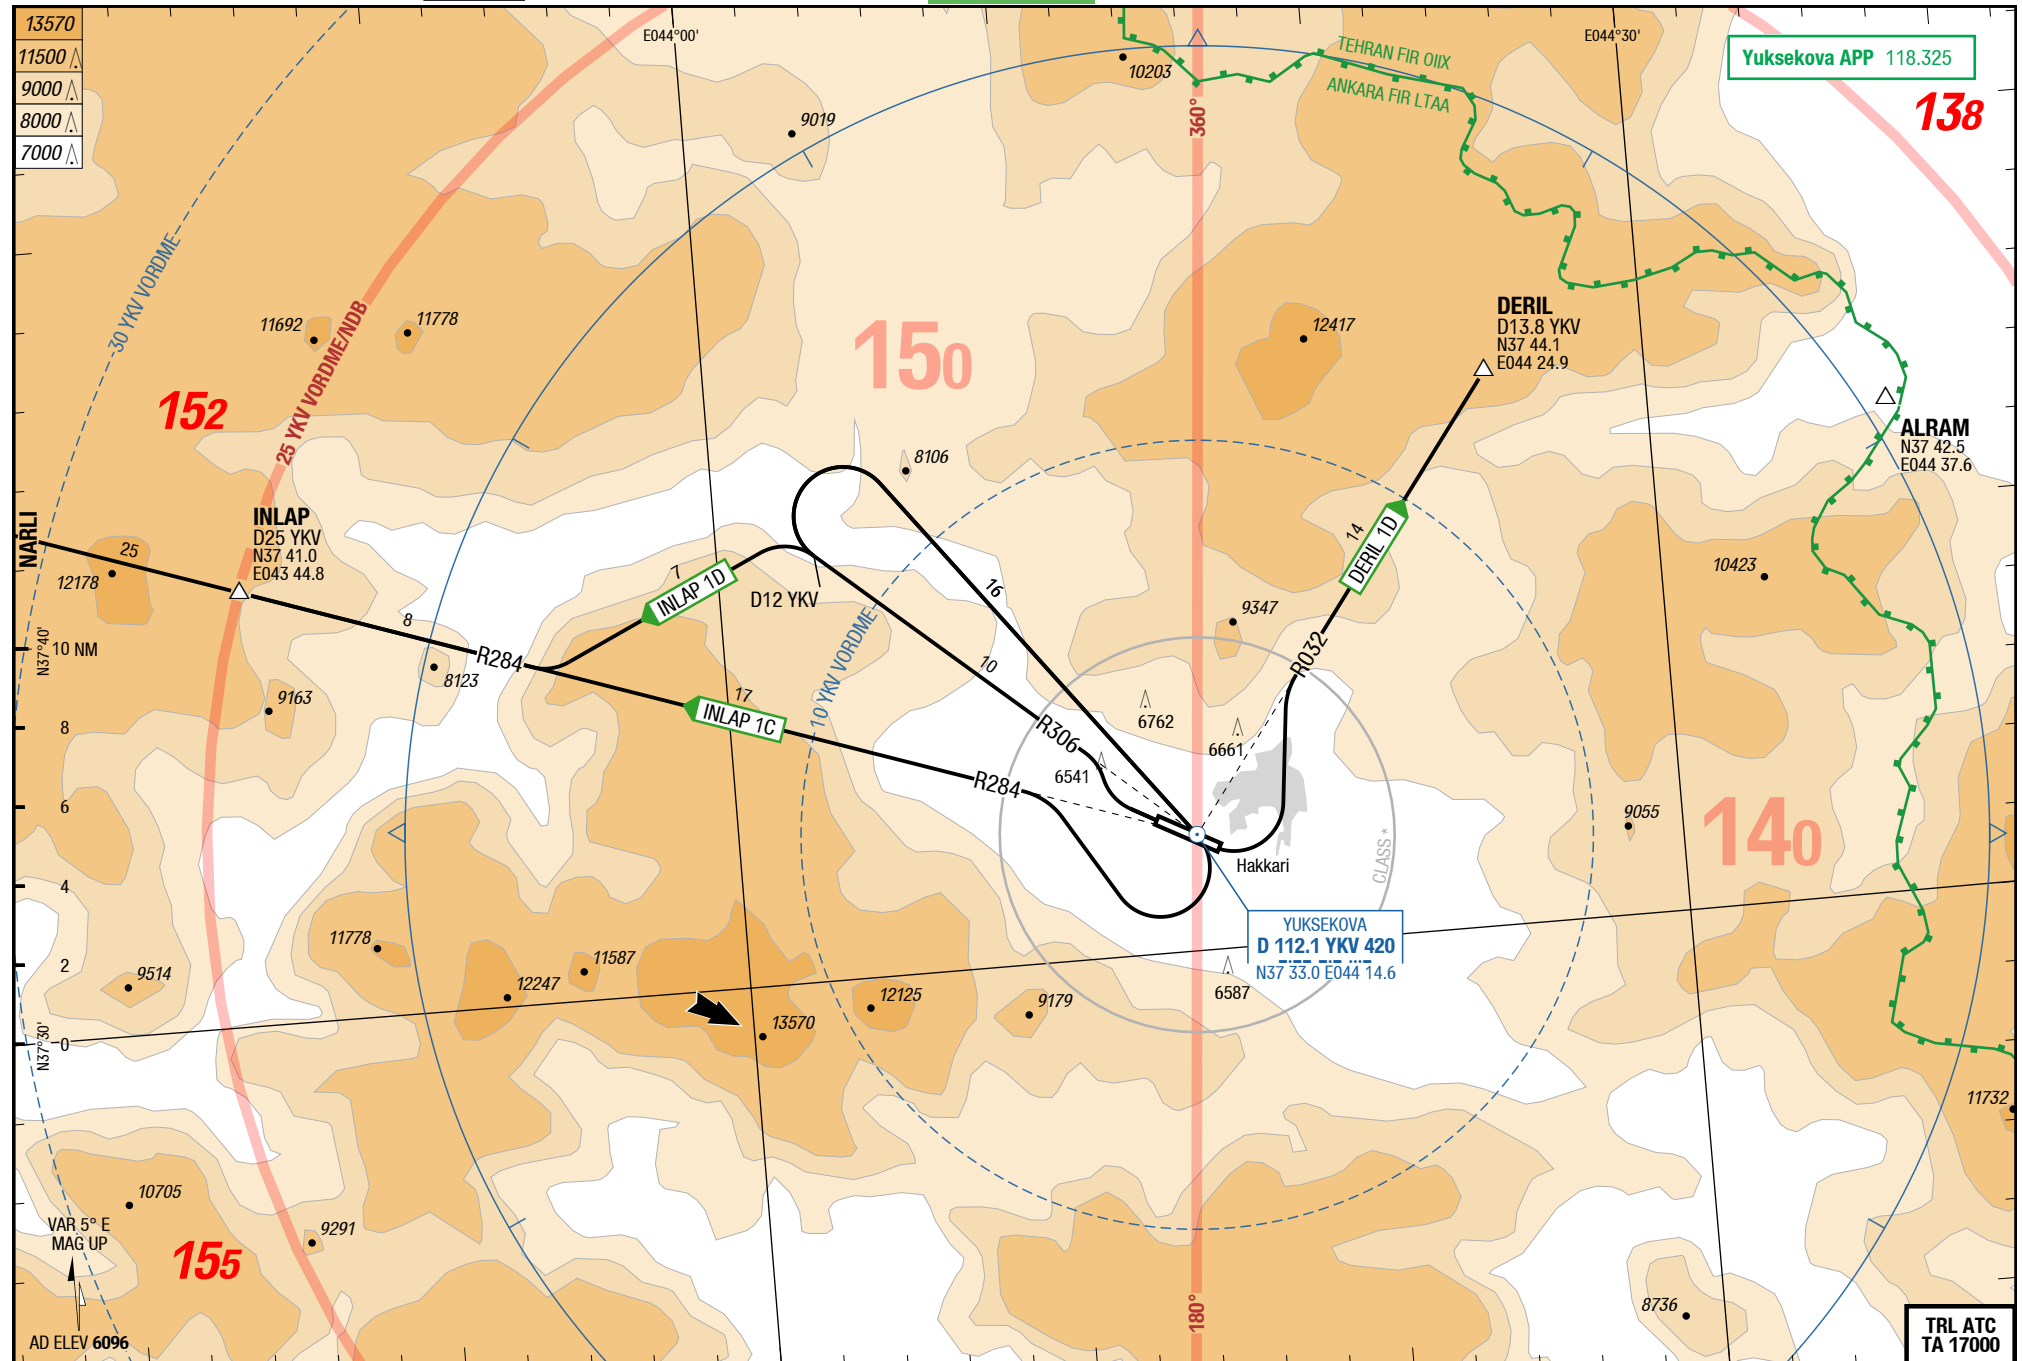 13570
11500
9000
8000
7000
E044°00'
E044°30'
10203
TEHRAN FIR OIIX
ANKARA FIR LTAA
Yuksekova APP 118.325
138
360°
9019
30 YKV VORDME
25 YKV VORDME/NDB
11692
11778
152
150
12417
DERIL
D13.8 YKV
N37 44.1
E044 24.9
ALRAM
N37 42.5
E044 37.6
8106
NARLI
25
12178
INLAP
D25 YKV
N37 41.0
E043 44.8
8
R284
7
INLAP 1D
D12 YKV
16
10
14
DERIL 1D
10423
9347
R032
N37°40'
10 NM
8123
9163
17
INLAP 1C
10 YKV VORDME
R306
6762
6661
6541
R284
8
6
4
2
0
Hakkari
CLASS *
9055
140
YUKSEKOVA
D 112.1 YKV 420
N37 33.0 E044 14.6
6587
11778
11587
12247
9514
13570
12125
9179
N37°30'
11732
10705
VAR 5° E
MAG UP
9291
155
180°
8736
AD ELEV 6096
TRL ATC
TA 17000